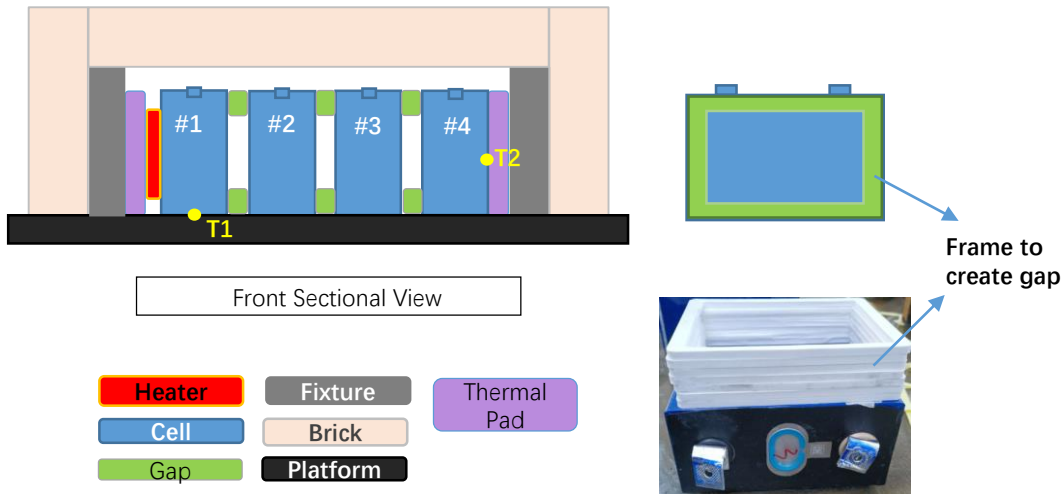 #1
#2
#3
#4
T2
T1
Front Sectional View
Frame to
create gap
Heater
Fixture
Thermal
Pad
Cell
Brick
Gap
Platform